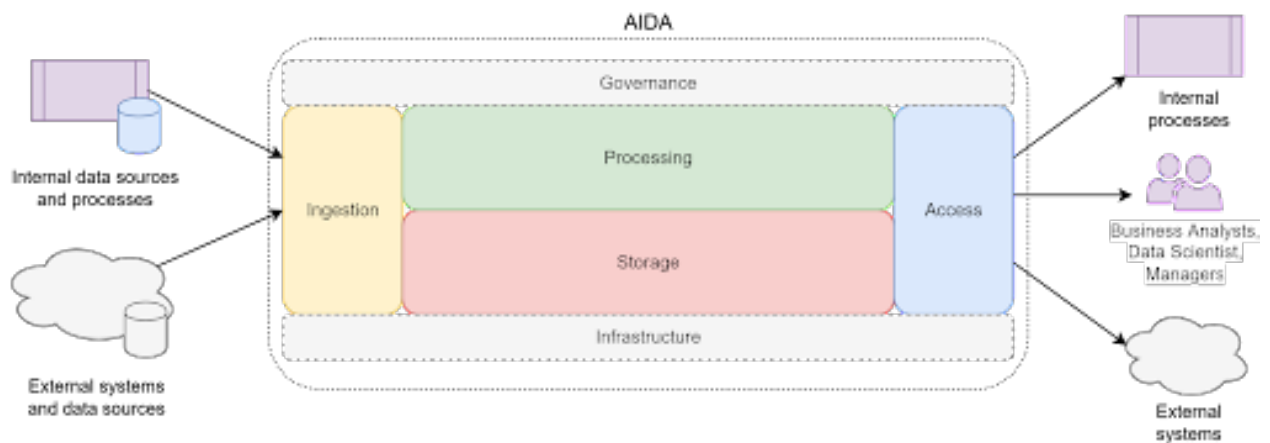 AIDA
Governance
Internal data sources
and processes
Ingestion
Processing
Storage
Access
Infrastructure
External systems
and data sources
Internal
processes
Business Analysts,
Data Scientist,
Managers
External
systems